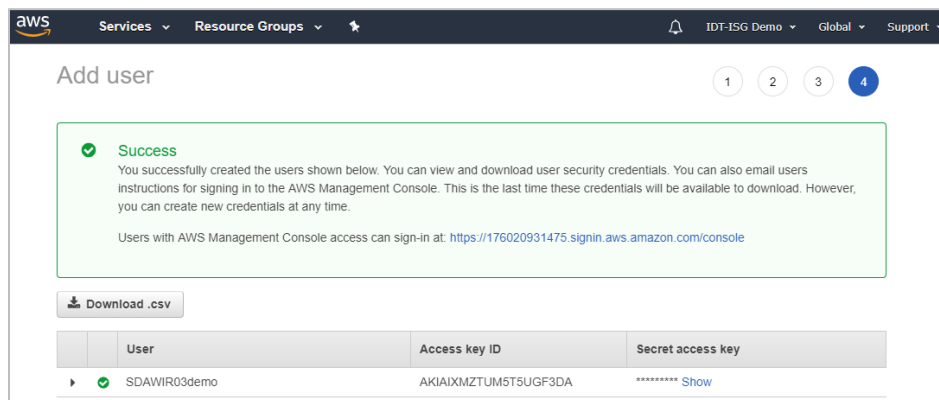 aws Services Resource Groups IDT-ISG Demo Global Support
Add user 1 2 3 4
Success
You successfully created the users shown below. You can view and download user security credentials. You can also email users
instructions for signing in to the AWS Management Console. This is the last time these credentials will be available to download. However,
you can create new credentials at any time.
Users with AWS Management Console access can sign-in at: https://176020931475.signin.aws.amazon.com/console
Download .csv
User Access key ID Secret access key
SDAWIR03demo AKIAIXMZTUM5T5UGF3DA ********* Show